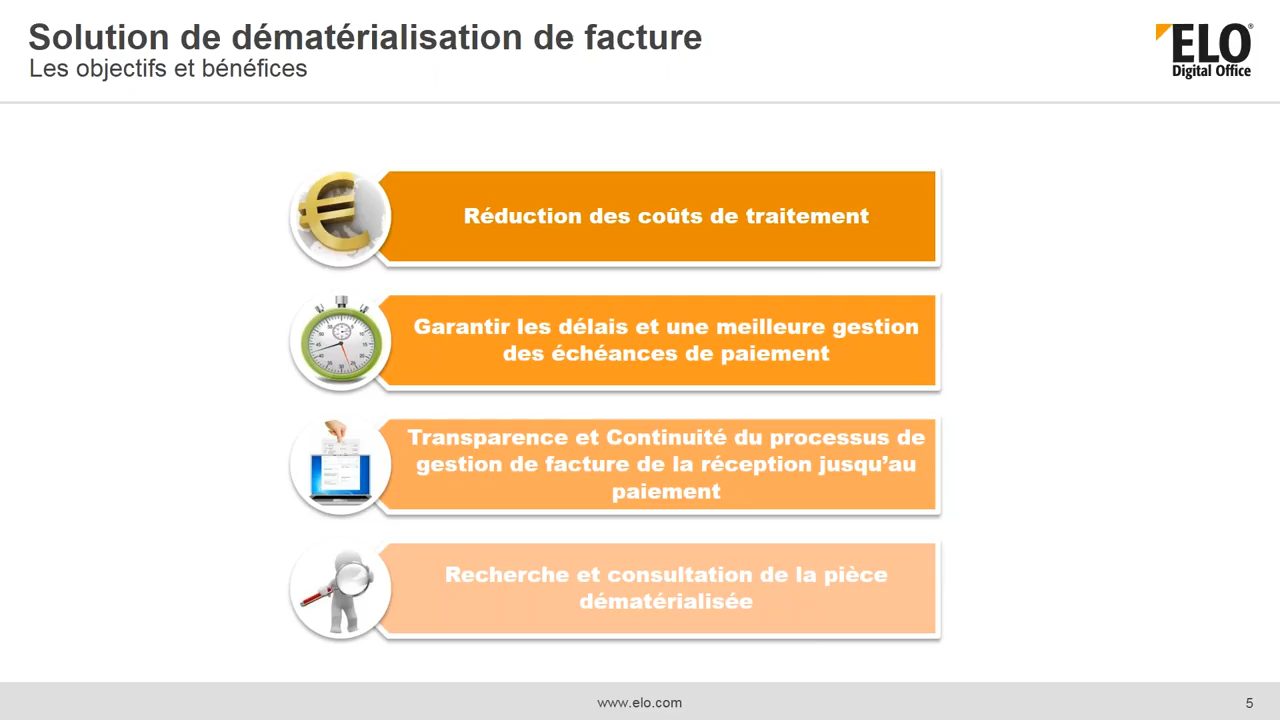 Solution de dématérialisation de facture
Les objectifs et bénéfices
ELO®
Digital Office
Réduction des coûts de traitement
Garantir les délais et une meilleure gestion
des échéances de paiement
Transparence et Continuité du processus de
gestion de facture de la réception jusqu’au
paiement
Recherche et consultation de la pièce
dématérialisée
www.elo.com
5